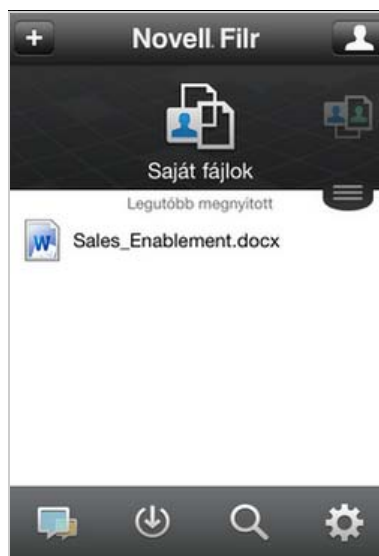 Novell Filr
Saját fájlok
Legutóbb megnyitott
Sales_Enablement.docx